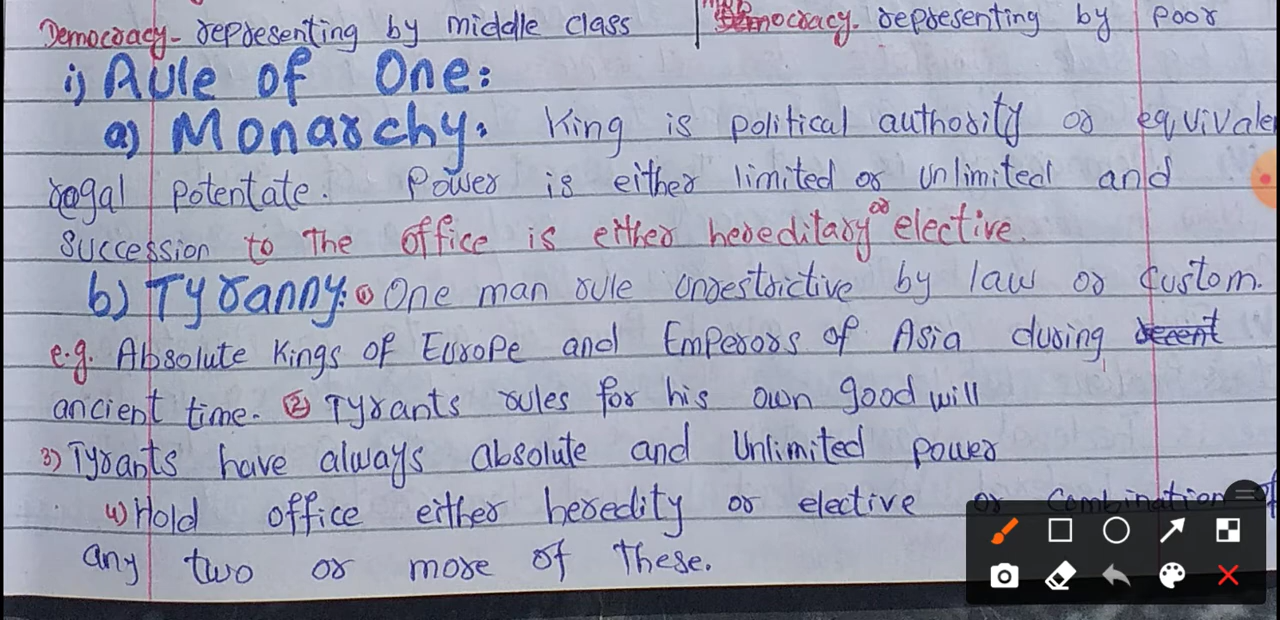 Democracy- representing by middle class | mocracy. representing by poor
i) Rule of One:
a) Monarchy: King is political authority or equivale
regal potentate. Power is either limited or unlimited and
succession to the office is either hereditary or elective.
b) Tyranny: ① One man rule unrestrictive by law or custom.
e.g. Absolute Kings of Europe and Emperors of Asia during recent
ancient time. ② Tyrants rules for his own good will
3) Tyrants have always absolute and Unlimited power
4) Hold office either heredity or elective or combination of
any two or more of these.